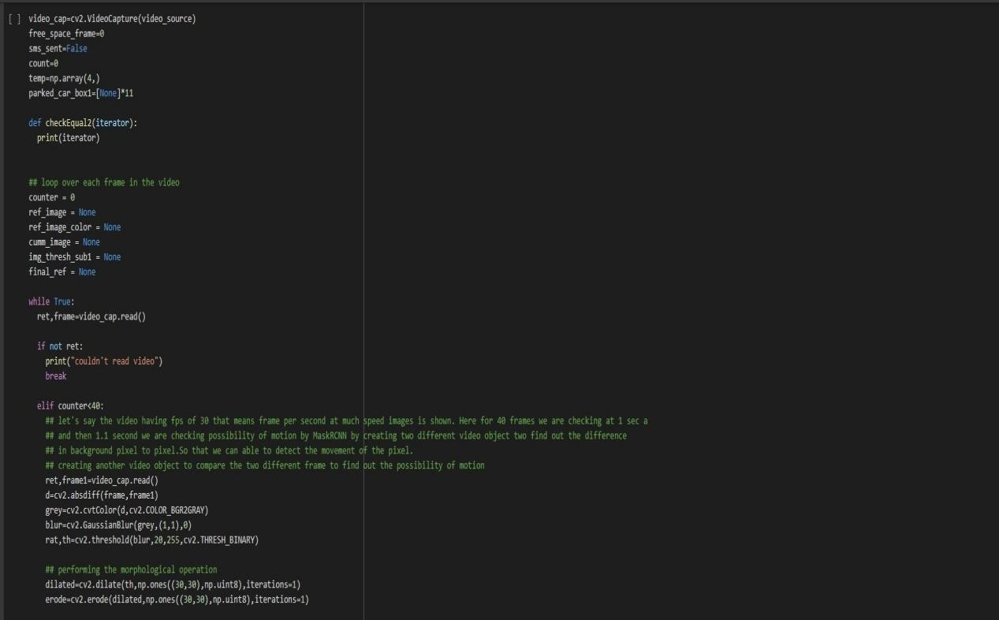 [ ] video_cap=cv2.VideoCapture(video_source)
free_space_frame=0
sms_sent=False
count=0
temp=np.array(4,)
parked_car_box1=[None]*11
def checkEqual2(iterator):
print(iterator)
## loop over each frame in the video
counter = 0
ref_image = None
ref_image_color = None
cumm_image = None
img_thresh_sub1 = None
final_ref = None
while True:
ret,frame=video_cap.read()
if not ret:
print("couldn't read video")
break
elif counter<40:
## let's say the video having fps of 30 that means frame per second at much speed images is shown. Here for 40 frames we are checking at 1 sec a
## and then 1.1 second we are checking possibility of motion by MaskRCNN by creating two different video object two find out the difference
## in background pixel to pixel.So that we can able to detect the movement of the pixel.
## creating another video object to compare the two different frame to find out the possibility of motion
ret,frame1=video_cap.read()
d=cv2.absdiff(frame,frame1)
grey=cv2.cvtColor(d,cv2.COLOR_BGR2GRAY)
blur=cv2.GaussianBlur(grey,(1,1),0)
rat,th=cv2.threshold(blur,20,255,cv2.THRESH_BINARY)
## performing the morphological operation
dilated=cv2.dilate(th,np.ones((30,30),np.uint8),iterations=1)
erode=cv2.erode(dilated,np.ones((30,30),np.uint8),iterations=1)